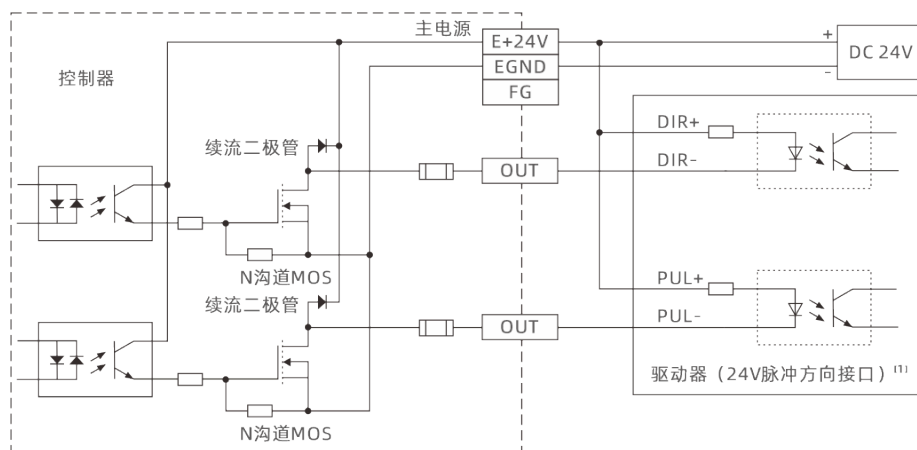 主电源
E+24V
EGND
FG
+
-
DC 24V
控制器
续流二极管
OUT
DIR+
DIR-
N沟道MOS
续流二极管
OUT
PUL+
PUL-
N沟道MOS
驱动器（24V脉冲方向接口）[1]